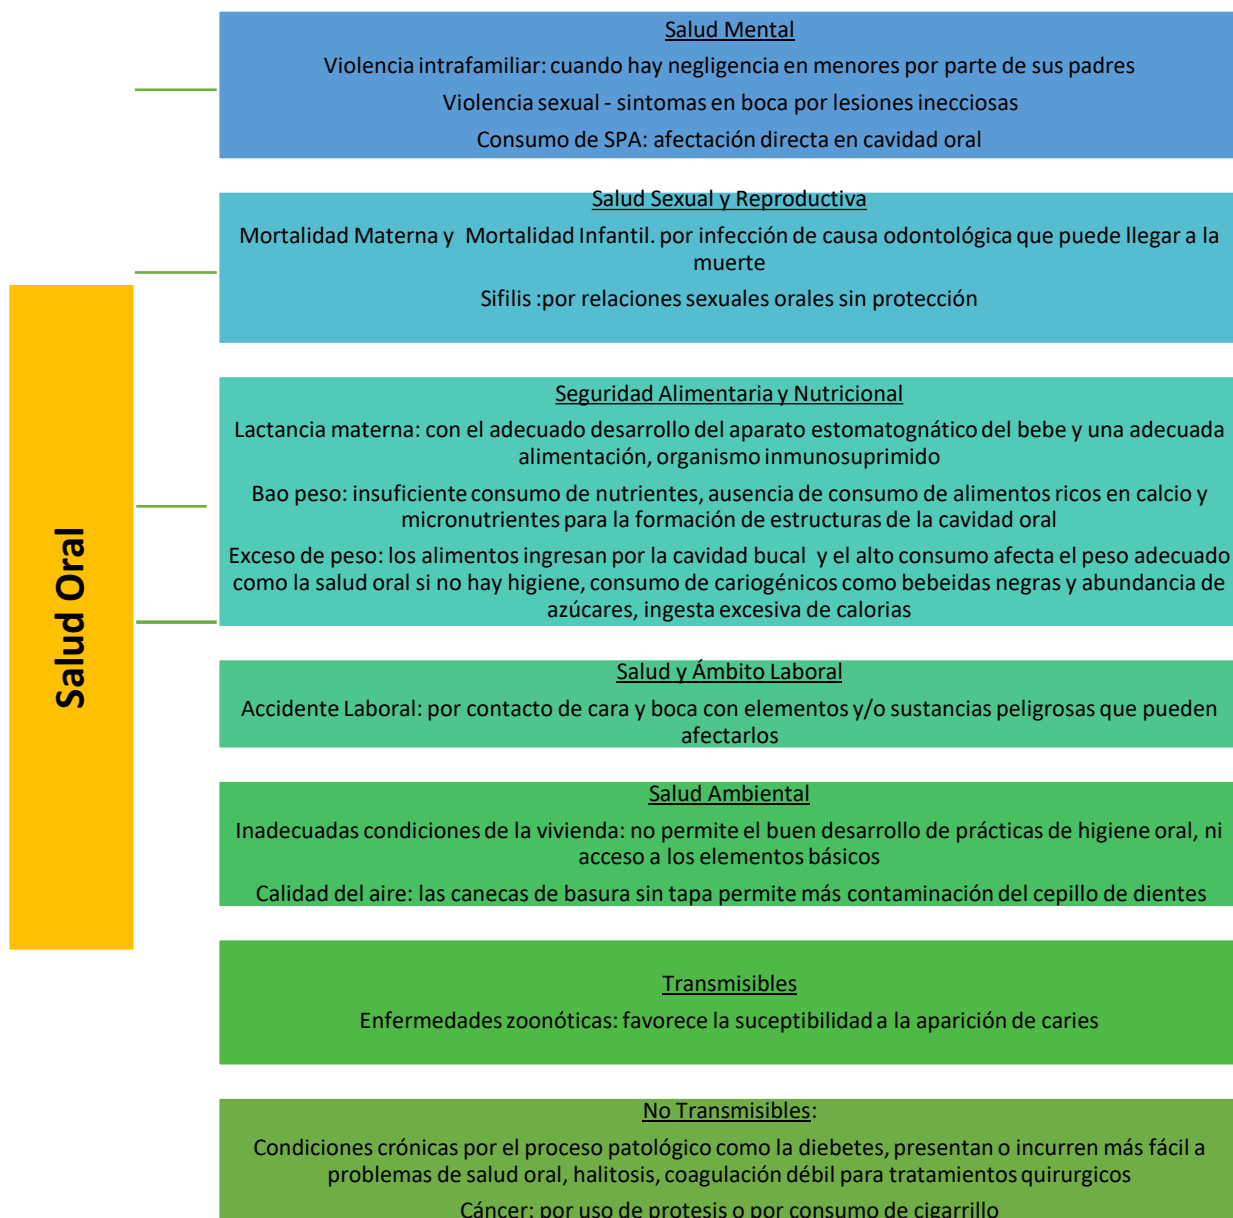 Salud Oral
Salud Mental
Violencia intrafamiliar: cuando hay negligencia en menores por parte de sus padres
Violencia sexual - sintomas en boca por lesiones inecciosas
Consumo de SPA: afectación directa en cavidad oral
Salud Sexual y Reproductiva
Mortalidad Materna y Mortalidad Infantil. por infección de causa odontológica que puede llegar a la
muerte
Sifilis :por relaciones sexuales orales sin protección
Seguridad Alimentaria y Nutricional
Lactancia materna: con el adecuado desarrollo del aparato estomatognático del bebe y una adecuada
alimentación, organismo inmunosuprimido
Bao peso: insuficiente consumo de nutrientes, ausencia de consumo de alimentos ricos en calcio y
micronutrientes para la formación de estructuras de la cavidad oral
Exceso de peso: los alimentos ingresan por la cavidad bucal y el alto consumo afecta el peso adecuado
como la salud oral si no hay higiene, consumo de cariogénicos como bebeidas negras y abundancia de
azúcares, ingesta excesiva de calorias
Salud y Ámbito Laboral
Accidente Laboral: por contacto de cara y boca con elementos y/o sustancias peligrosas que pueden
afectarlos
Salud Ambiental
Inadecuadas condiciones de la vivienda: no permite el buen desarrollo de prácticas de higiene oral, ni
acceso a los elementos básicos
Calidad del aire: las canecas de basura sin tapa permite más contaminación del cepillo de dientes
Transmisibles
Enfermedades zoonóticas: favorece la suceptibilidad a la aparición de caries
No Transmisibles:
Condiciones crónicas por el proceso patológico como la diebetes, presentan o incurren más fácil a
problemas de salud oral, halitosis, coagulación débil para tratamientos quirurgicos
Cáncer: por uso de protesis o por consumo de cigarrillo